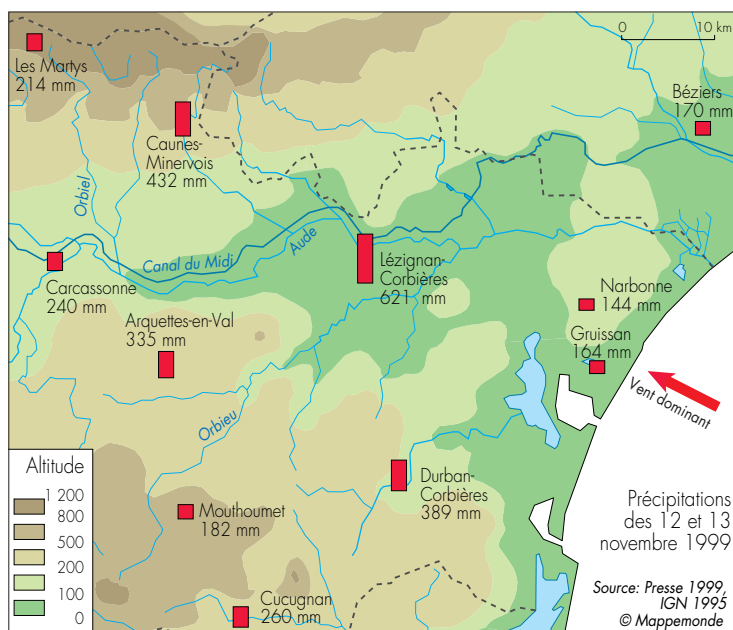 0 10 km
Les Martys
214 mm
Béziers
170 mm
Caunes-
Minervois
432 mm
Orbiel
Aude
Canal du Midi
Lézignan-
Corbières
621 mm
Carcassonne
240 mm
Narbonne
144 mm
Arquettes-en-Val
335 mm
Gruissan
164 mm
Vent dominant
Orbieu
Durban-
Corbières
389 mm
Mouthoumet
182 mm
Cucugnan
260 mm
Altitude
1 200
800
500
200
100
0
Précipitations
des 12 et 13
novembre 1999
Source: Presse 1999,
IGN 1995
© Mappemonde